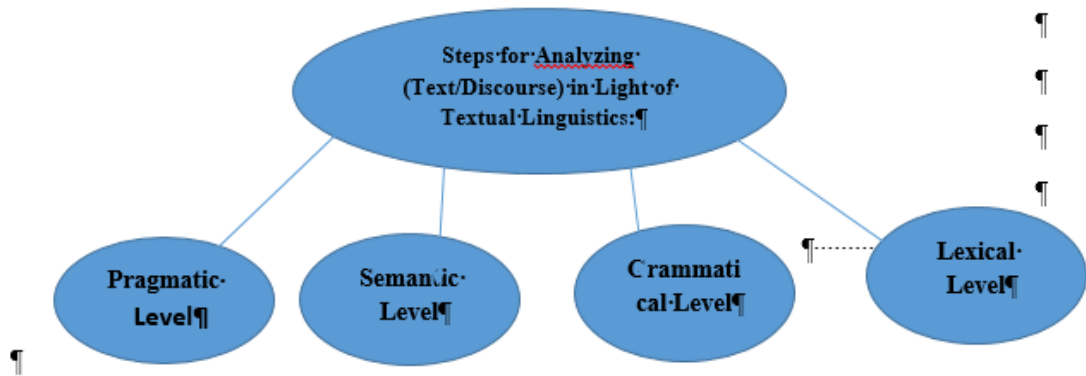 Steps·for·Analyzing·
(Text/Discourse)·in·Light·of·
Textual·Linguistics:¶
¶
¶
¶
¶
Pragmatic·
Level¶
Semantic·
Level¶
Grammati
cal·Level¶
¶
Lexical·
Level¶
¶